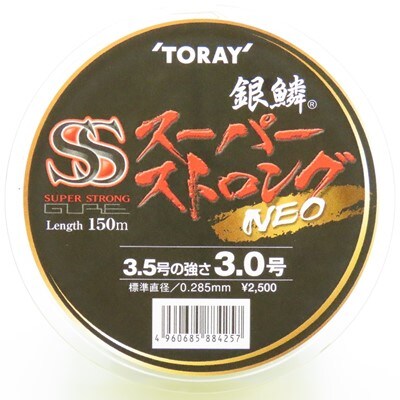 'TORAY'
銀鱗®
SS
スーパー
ストロング
NEO
SUPER STRONG
GURE
Length 150m
3.5号の強さ 3.0号
標準直径/0.285mm ¥2,500
4 960685 884257